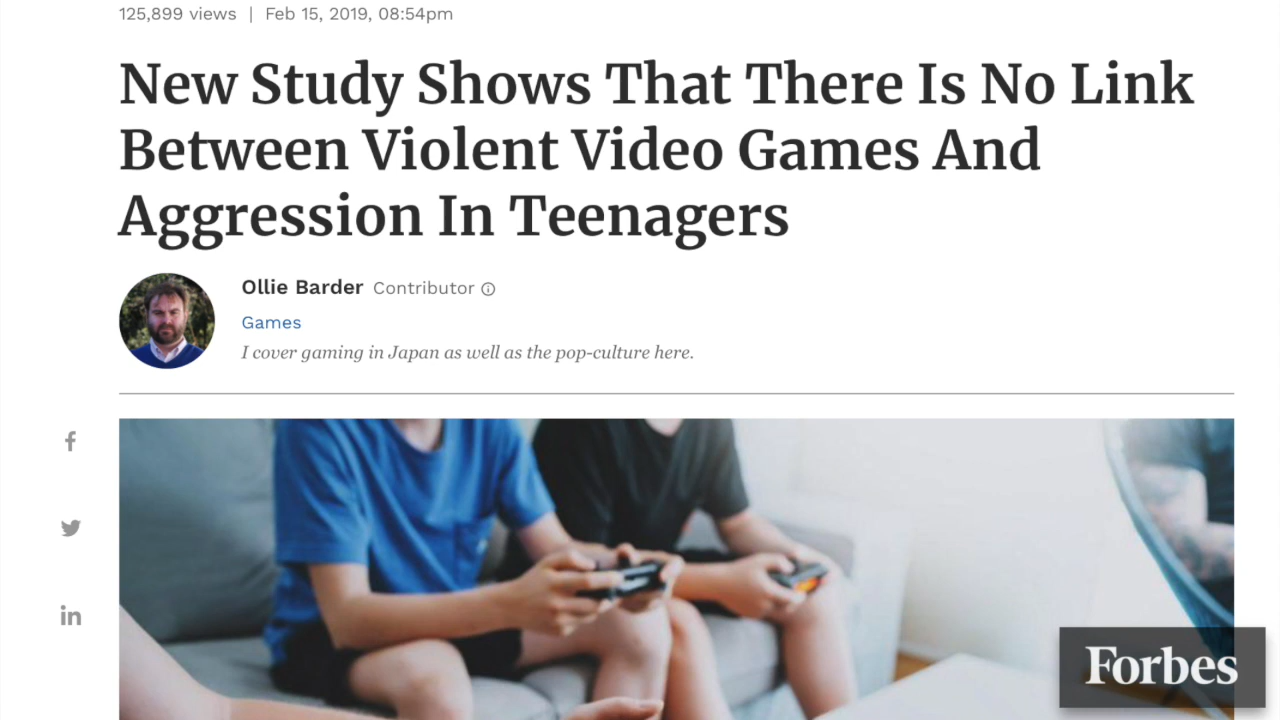 125,899 views | Feb 15, 2019, 08:54pm
New Study Shows That There Is No Link
Between Violent Video Games And
Aggression In Teenagers
Ollie Barder Contributor
Games
I cover gaming in Japan as well as the pop-culture here.
f
in
Forbes